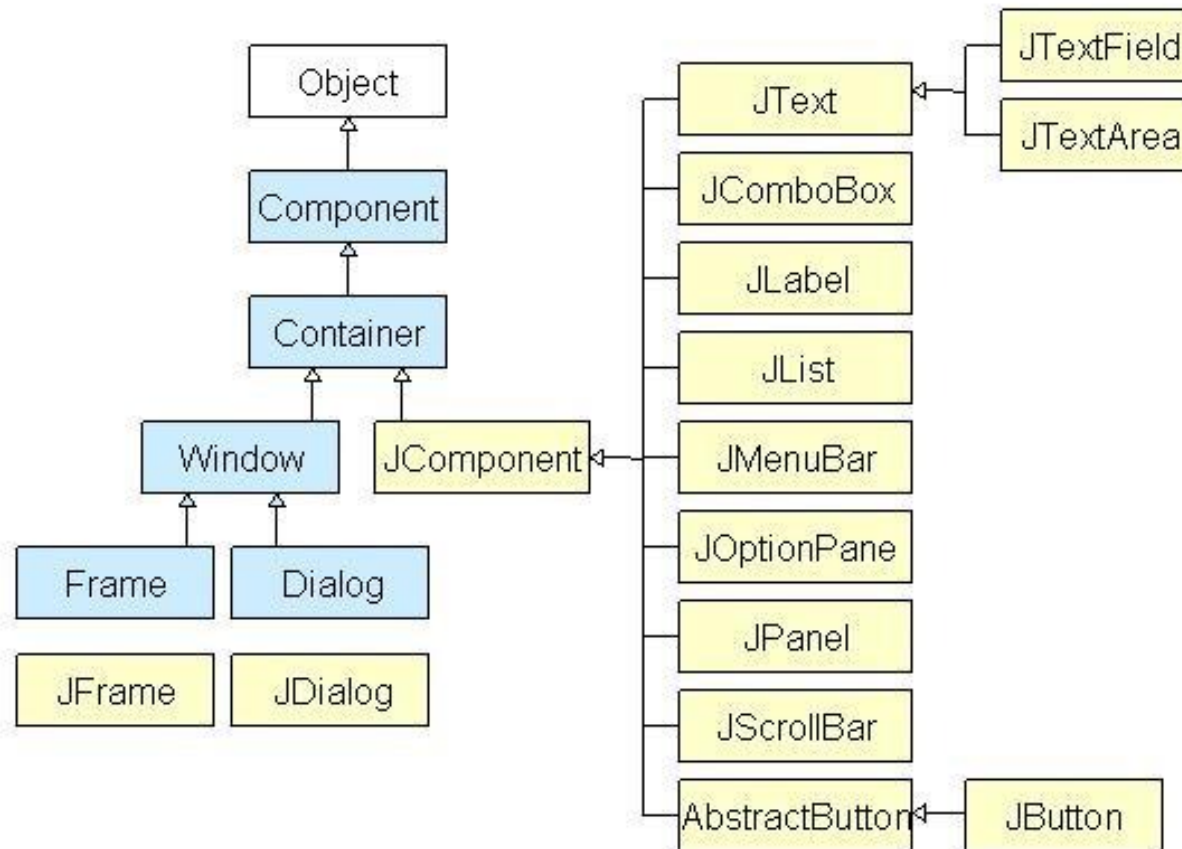 Object
Component
Container
Window
JComponent
Frame
Dialog
JFrame
JDialog
JText
JComboBox
JLabel
JList
JMenuBar
JOptionPane
JPanel
JScrollBar
AbstractButton
JTextField
JTextArea
JButton